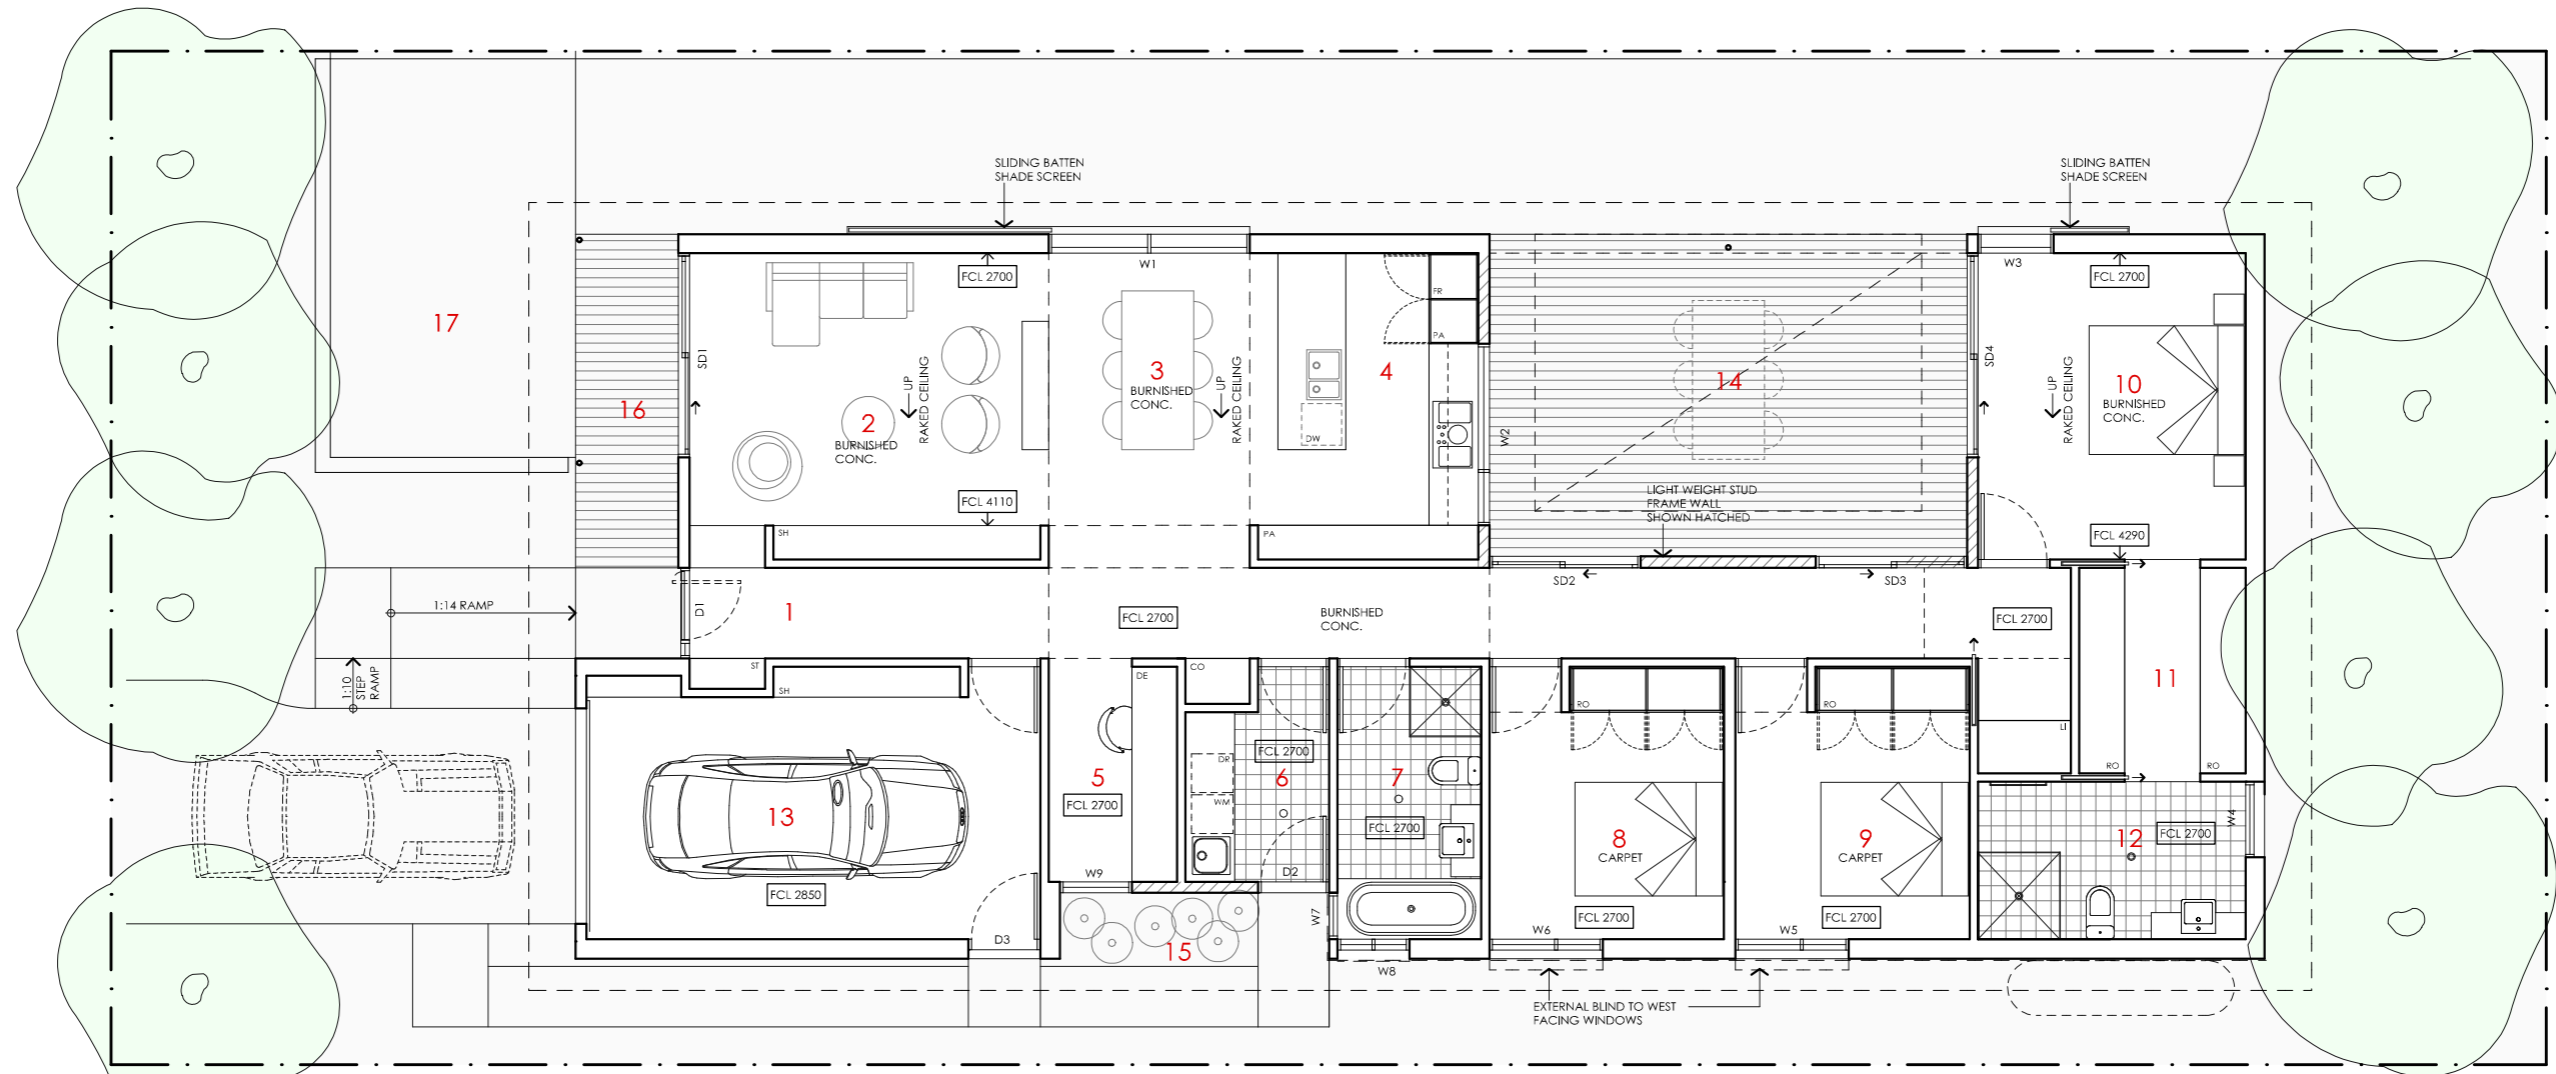 SLIDING BATTEN
SHADE SCREEN
SLIDING BATTEN
SHADE SCREEN
W1
W3
FCL 2700
FCL 2700
17
FR
PA
SD1
UP
RAKED CEILING
3
BURNISHED
CONC.
UP
RAKED CEILING
4
14
SD4
UP
RAKED CEILING
10
BURNISHED
CONC.
16
2
BURNISHED
CONC.
DW
W2
FCL 4110
LIGHT WEIGHT STUD
FRAME WALL
SHOWN HATCHED
SH
PA
FCL 4290
SD2
SD3
1:14 RAMP
D1
1
FCL 2700
BURNISHED
CONC.
FCL 2700
1:10
STEP
RAMP
ST
SH
CO
DE
RO
RO
11
LI
RO
RO
FCL 2700
DR
5
6
7
WM
FCL 2700
13
FCL 2700
8
CARPET
9
CARPET
12
FCL 2700
W4
W9
D2
FCL 2850
W7
FCL 2700
FCL 2700
D3
15
W6
W5
W8
EXTERNAL BLIND TO WEST
FACING WINDOWS